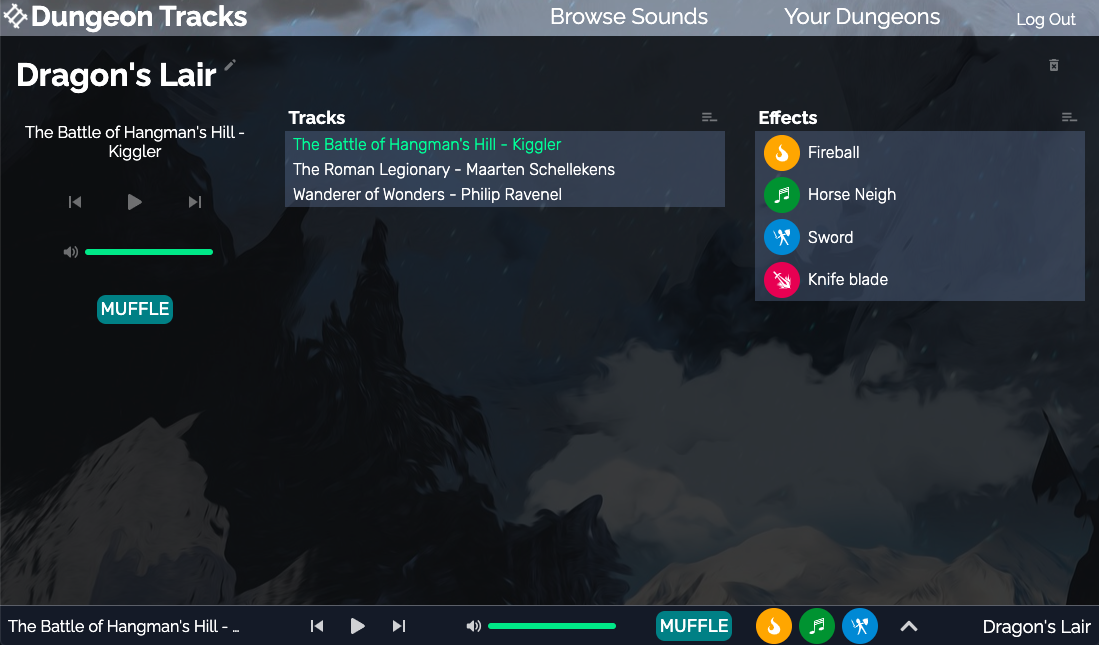 Dungeon Tracks
Browse Sounds
Your Dungeons
Log Out
Dragon's Lair
The Battle of Hangman's Hill -
Kiggler
MUFFLE
Tracks
The Battle of Hangman's Hill - Kiggler
The Roman Legionary - Maarten Schellekens
Wanderer of Wonders - Philip Ravenel
Effects
Fireball
Horse Neigh
Sword
Knife blade
The Battle of Hangman's Hill - ...
MUFFLE
Dragon's Lair